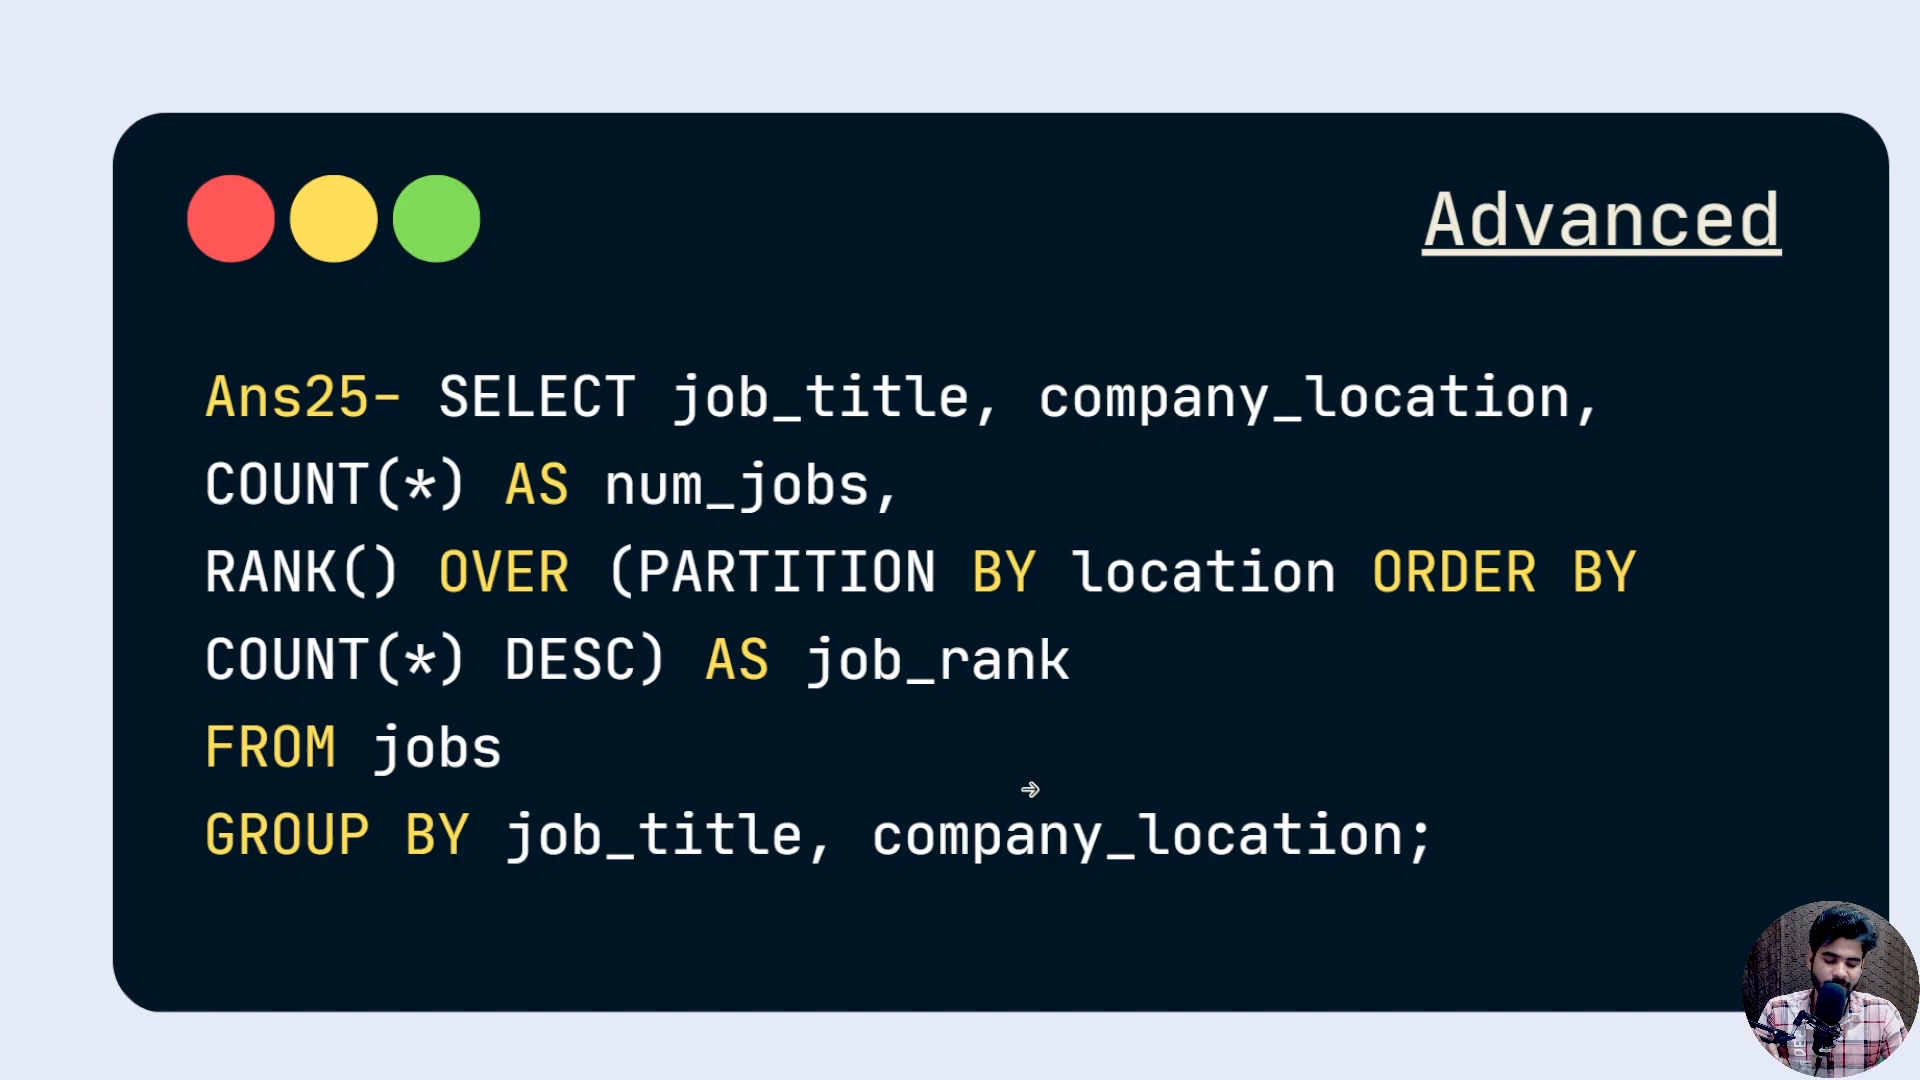 Advanced
Ans25- SELECT job_title, company_location,
COUNT(*) AS num_jobs,
RANK() OVER (PARTITION BY location ORDER BY
COUNT(*) DESC) AS job_rank
FROM jobs
GROUP BY job_title, company_location;